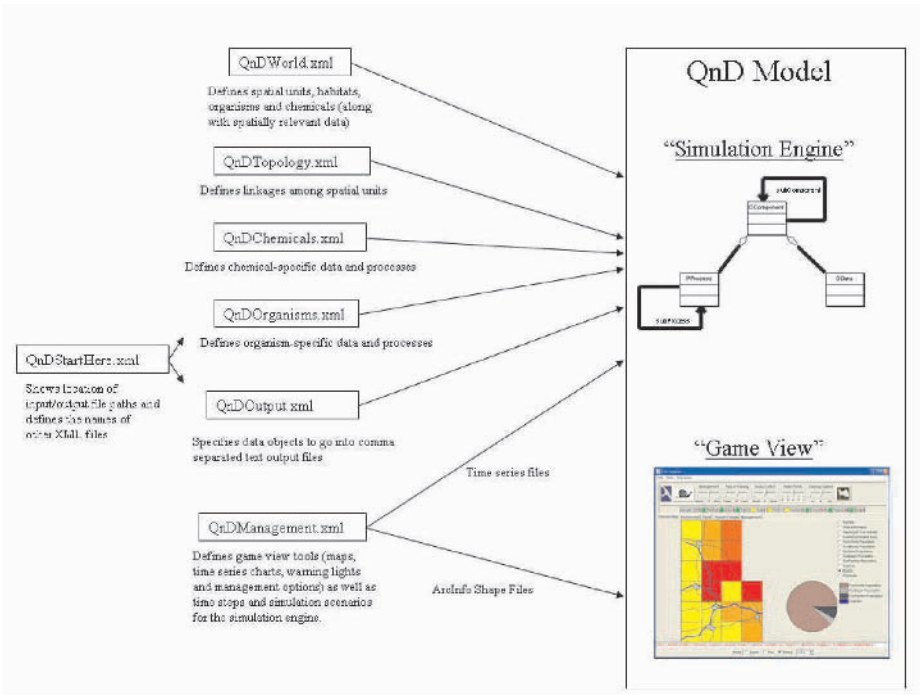 QnDWorld.xml
Defines spatial units, habitats,
organisms and chemicals (along
with spatially relevant data)
QnDTopology.xml
Defines linkages among spatial units
QnDChemicals.xml
Defines chemical-specific data and processes
QnDOrganisms.xml
Defines organism-specific data and processes
QnDStartHere.xml
Shows location of
input/output file paths and
defines the names of
other XML files
QnDOutput.xml
Specifies data objects to go into comma
separated text output files
QnDManagement.xml
Defines game view tools (maps,
time series charts, warning lights
and management options) as well as
time steps and simulation scenarios
for the simulation engine.
Time series files
ArcInfo Shape Files
QnD Model
“Simulation Engine”
subComponent
CComponent
PProcess
DData
subProcess
“Game View”